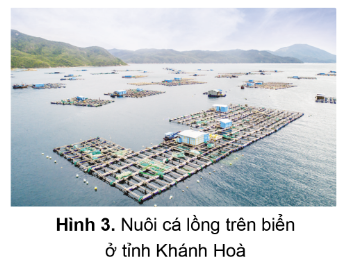 Hình 3. Nuôi cá lồng trên biển
ở tỉnh Khánh Hoà